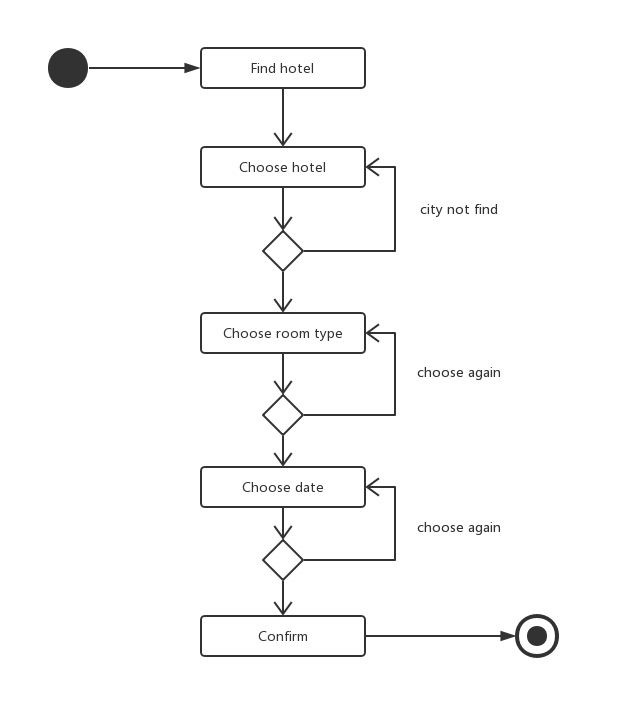 Find hotel
Choose hotel
city not find
Choose room type
choose again
Choose date
choose again
Confirm